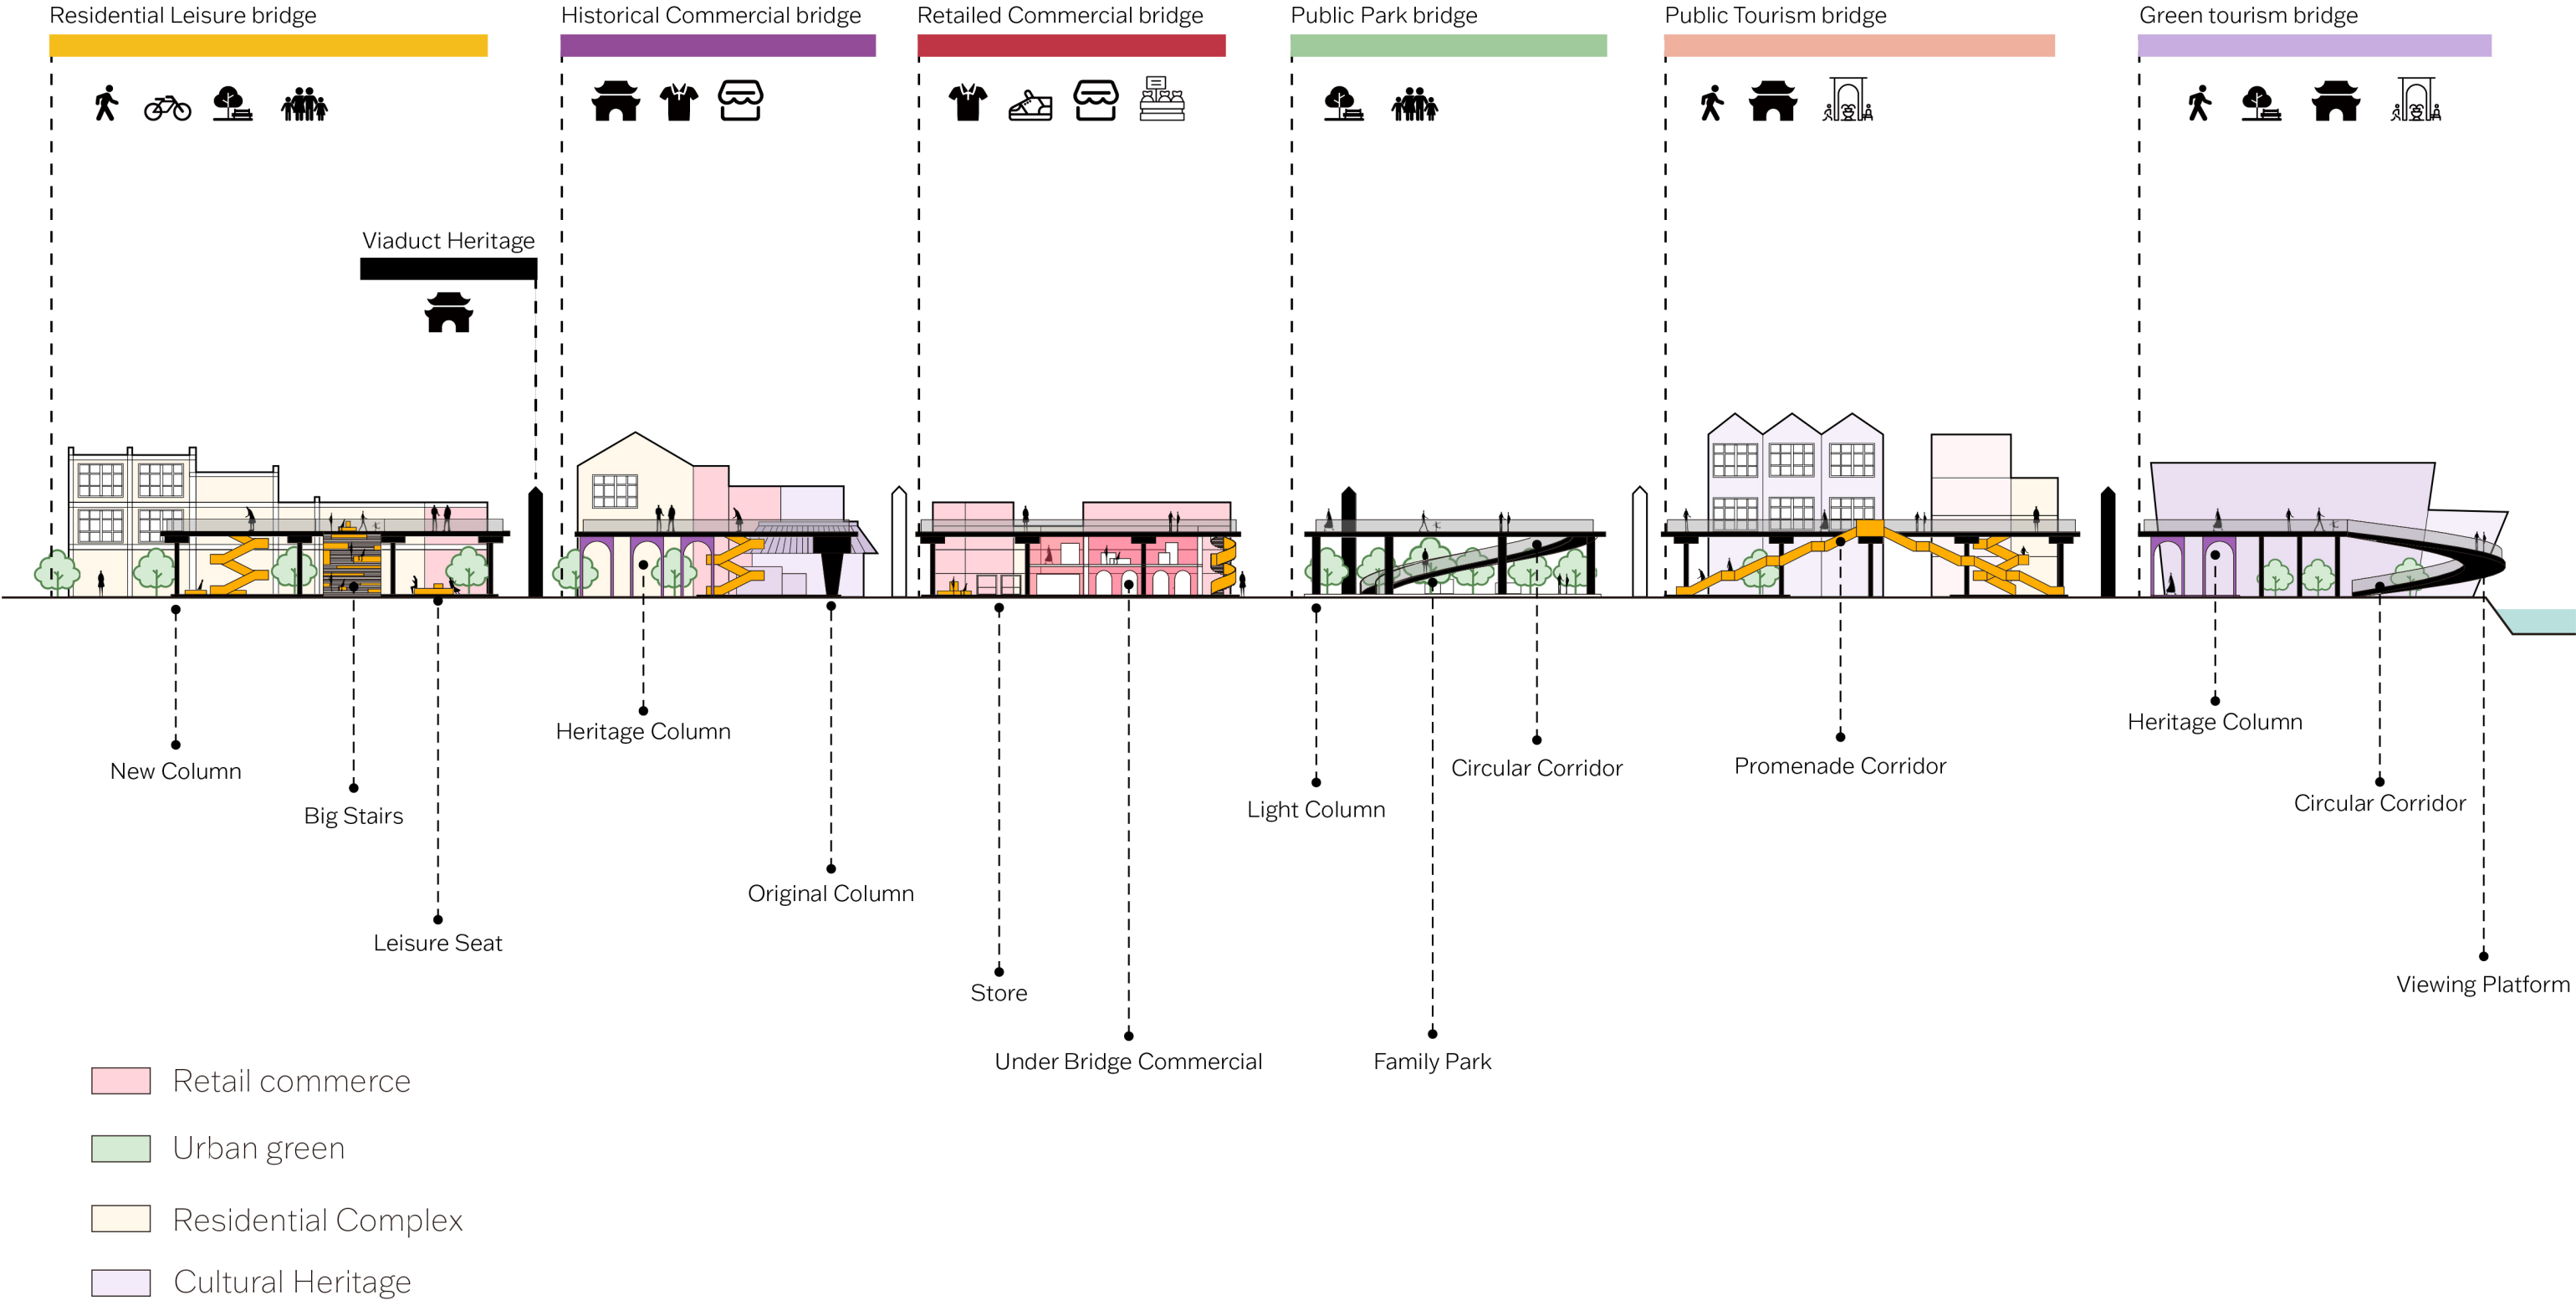 Residential Leisure bridge
Historical Commercial bridge
Retailed Commercial bridge
Public Park bridge
Public Tourism bridge
Green tourism bridge
Viaduct Heritage
New Column
Big Stairs
Leisure Seat
Heritage Column
Original Column
Store
Under Bridge Commercial
Light Column
Family Park
Circular Corridor
Promenade Corridor
Heritage Column
Circular Corridor
Viewing Platform
Retail commerce
Urban green
Residential Complex
Cultural Heritage